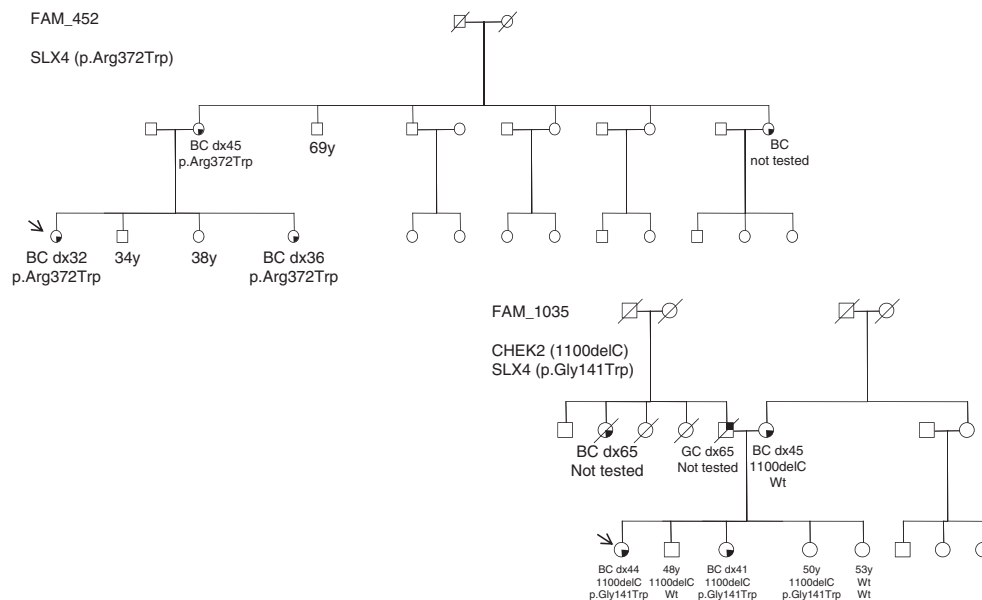 FAM_452
SLX4 (p.Arg372Trp)
BC dx45
p.Arg372Trp
69y
BC
not tested
BC dx32
p.Arg372Trp
34y
38y
BC dx36
p.Arg372Trp
FAM_1035
CHEK2 (1100delC)
SLX4 (p.Gly141Trp)
BC dx65
Not tested
GC dx65
Not tested
BC dx45
1100delC
Wt
BC dx44
1100delC
p.Gly141Trp
48y
1100delC
Wt
BC dx41
1100delC
p.Gly141Trp
50y
1100delC
p.Gly141Trp
53y
Wt
Wt